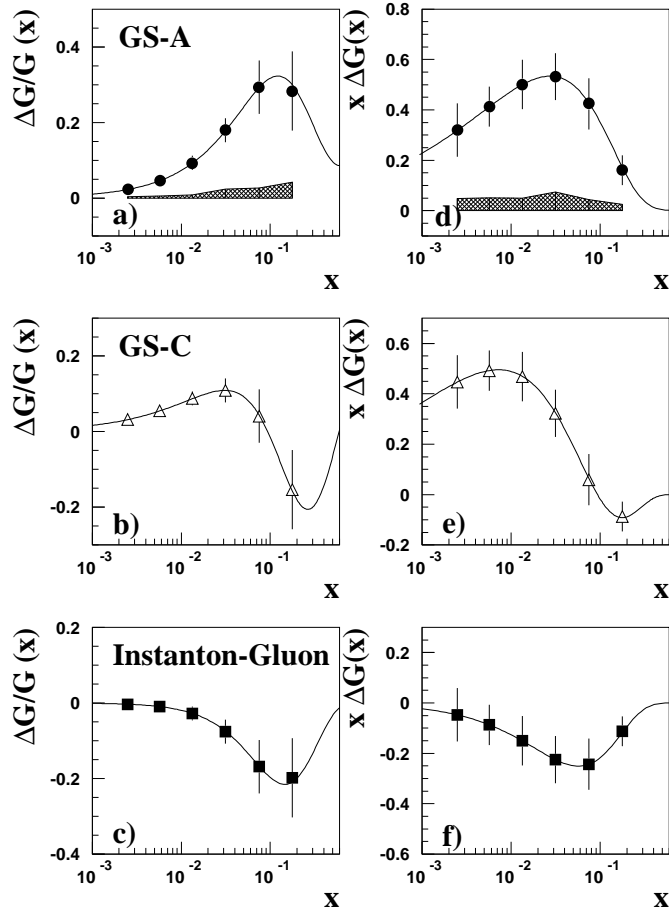 ΔG/G (x)
GS-A
0.4
0.2
0
a)
10⁻³
10⁻²
10⁻¹
x
x ΔG(x)
0.8
0.6
0.4
0.2
0
d)
10⁻³
10⁻²
10⁻¹
x
ΔG/G (x)
GS-C
0.2
0
-0.2
b)
10⁻³
10⁻²
10⁻¹
x
x ΔG(x)
0.6
0.4
0.2
0
-0.2
e)
10⁻³
10⁻²
10⁻¹
x
ΔG/G (x)
Instanton-Gluon
0.2
0
-0.2
-0.4
c)
10⁻³
10⁻²
10⁻¹
x
x ΔG(x)
0.2
0
-0.2
-0.4
-0.6
f)
10⁻³
10⁻²
10⁻¹
x